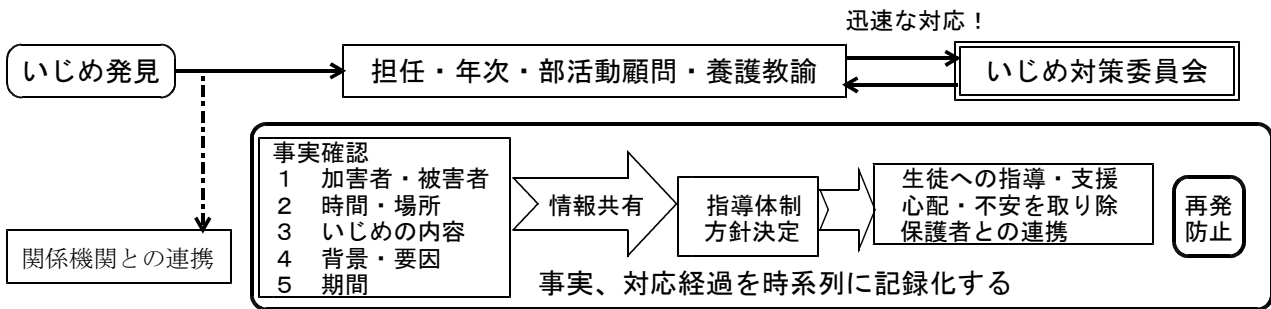 迅速な対応！
いじめ発見
担任・年次・部活動顧問・養護教諭
いじめ対策委員会
関係機関との連携
事実確認
１　加害者・被害者
２　時間・場所
３　いじめの内容
４　背景・要因
５　期間
情報共有
指導体制
方針決定
生徒への指導・支援
心配・不安を取り除
保護者との連携
再発
防止
事実、対応経過を時系列に記録化する